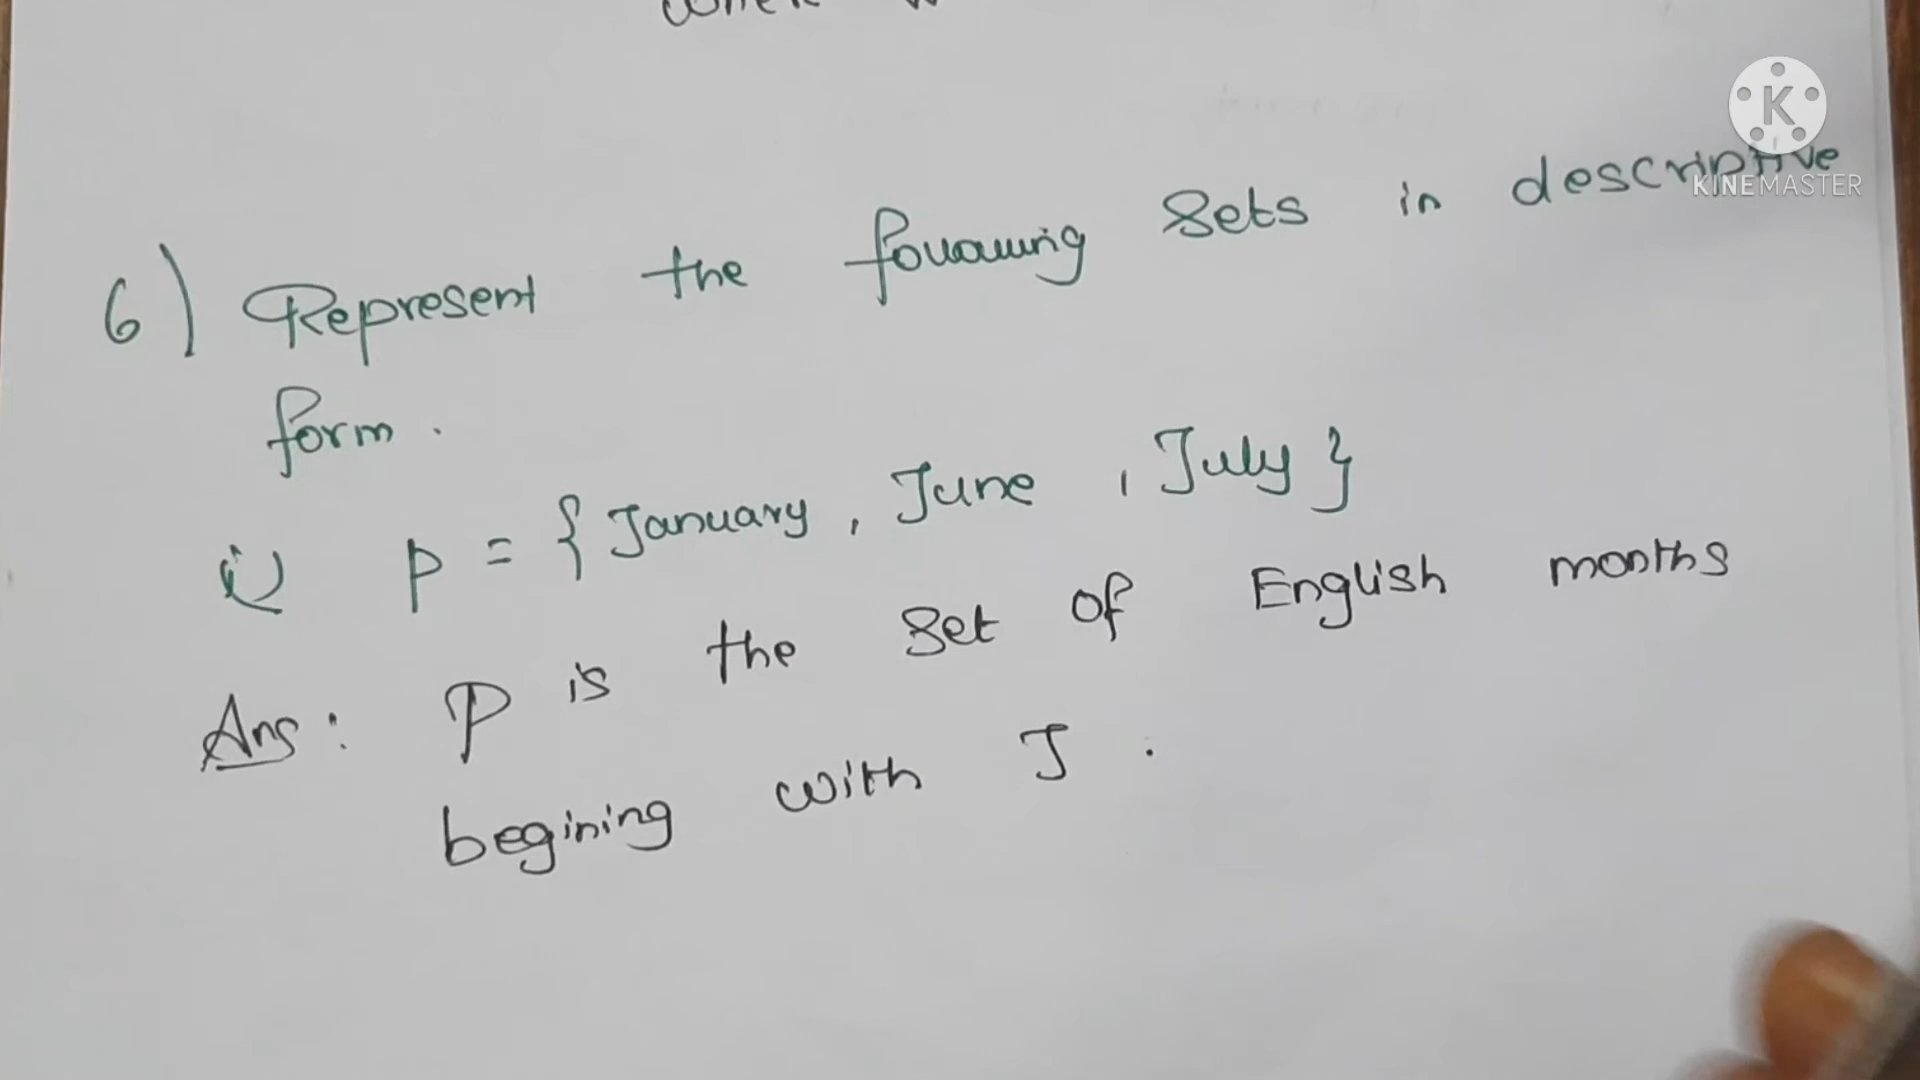 K
KINEMASTER
6) Represent the following sets in descriptive
form.
i) P = {January, June, July}
Ans: P is the set of English months
begining with J.